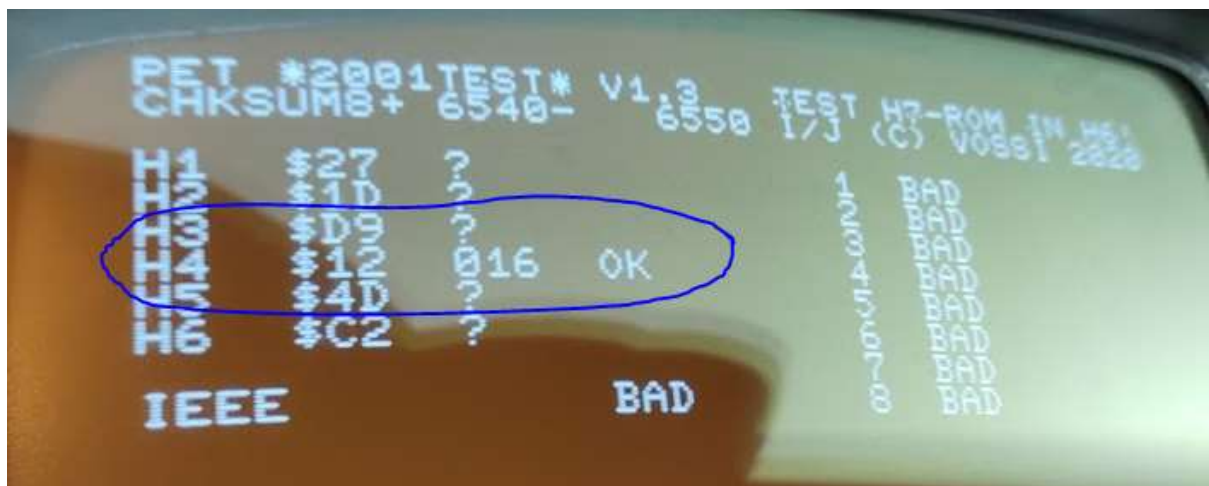 PET *2001TEST* V1.3 TEST H7-ROM IN H6!
CHKSUM8+ 6540- 6550 I/J (C) VOSSI 2020
H1 $27 ? 1 BAD
H2 $1D ? 2 BAD
H3 $D9 ? 3 BAD
H4 $12 016 OK 4 BAD
H5 $4D ? 5 BAD
H6 $C2 ? 6 BAD
7 BAD
IEEE BAD 8 BAD